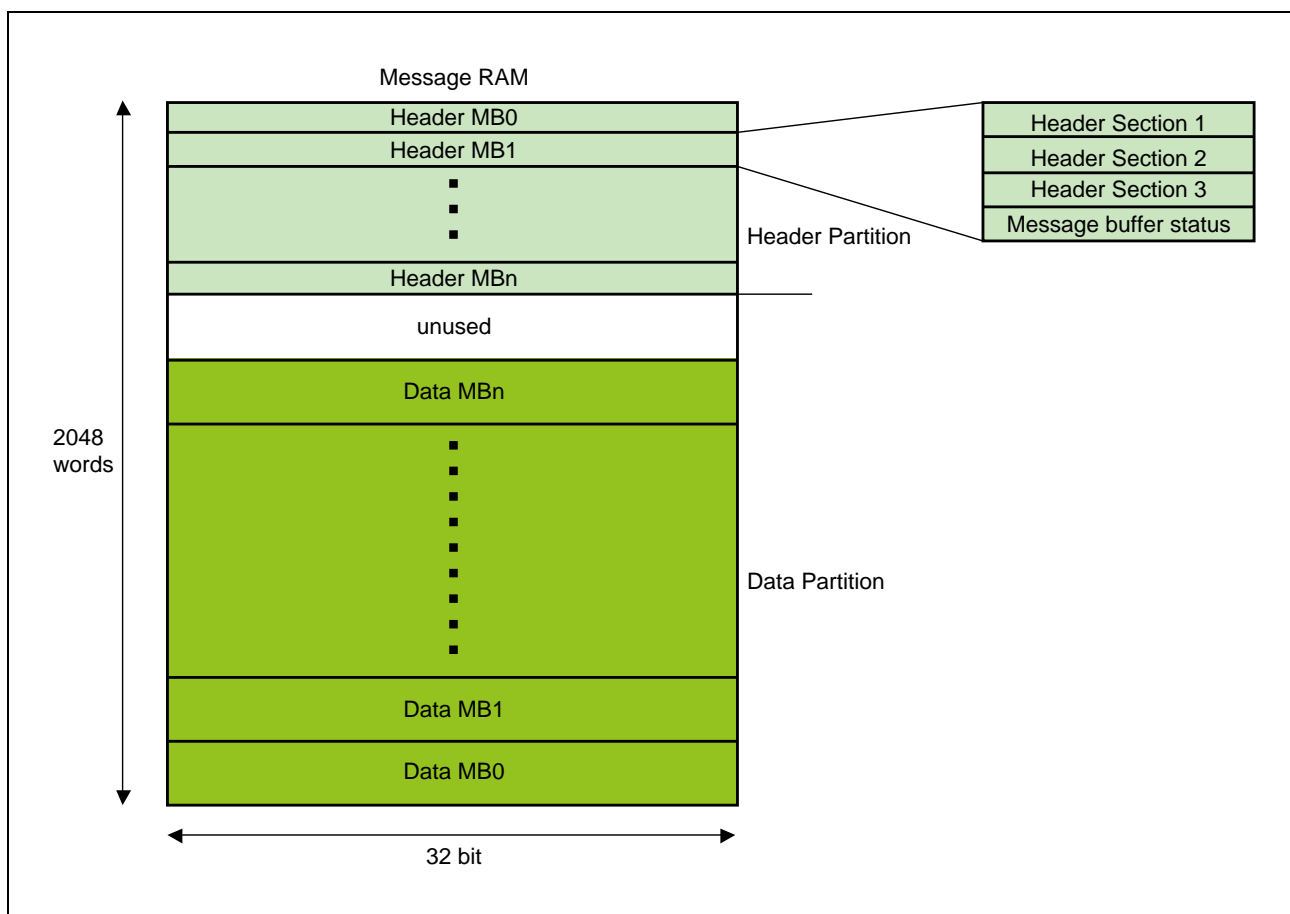 Message RAM
Header MB0
Header MB1
Header MBn
unused
Data MBn
Data MB1
Data MB0
2048
words
32 bit
Header Partition
Data Partition
Header Section 1
Header Section 2
Header Section 3
Message buffer status